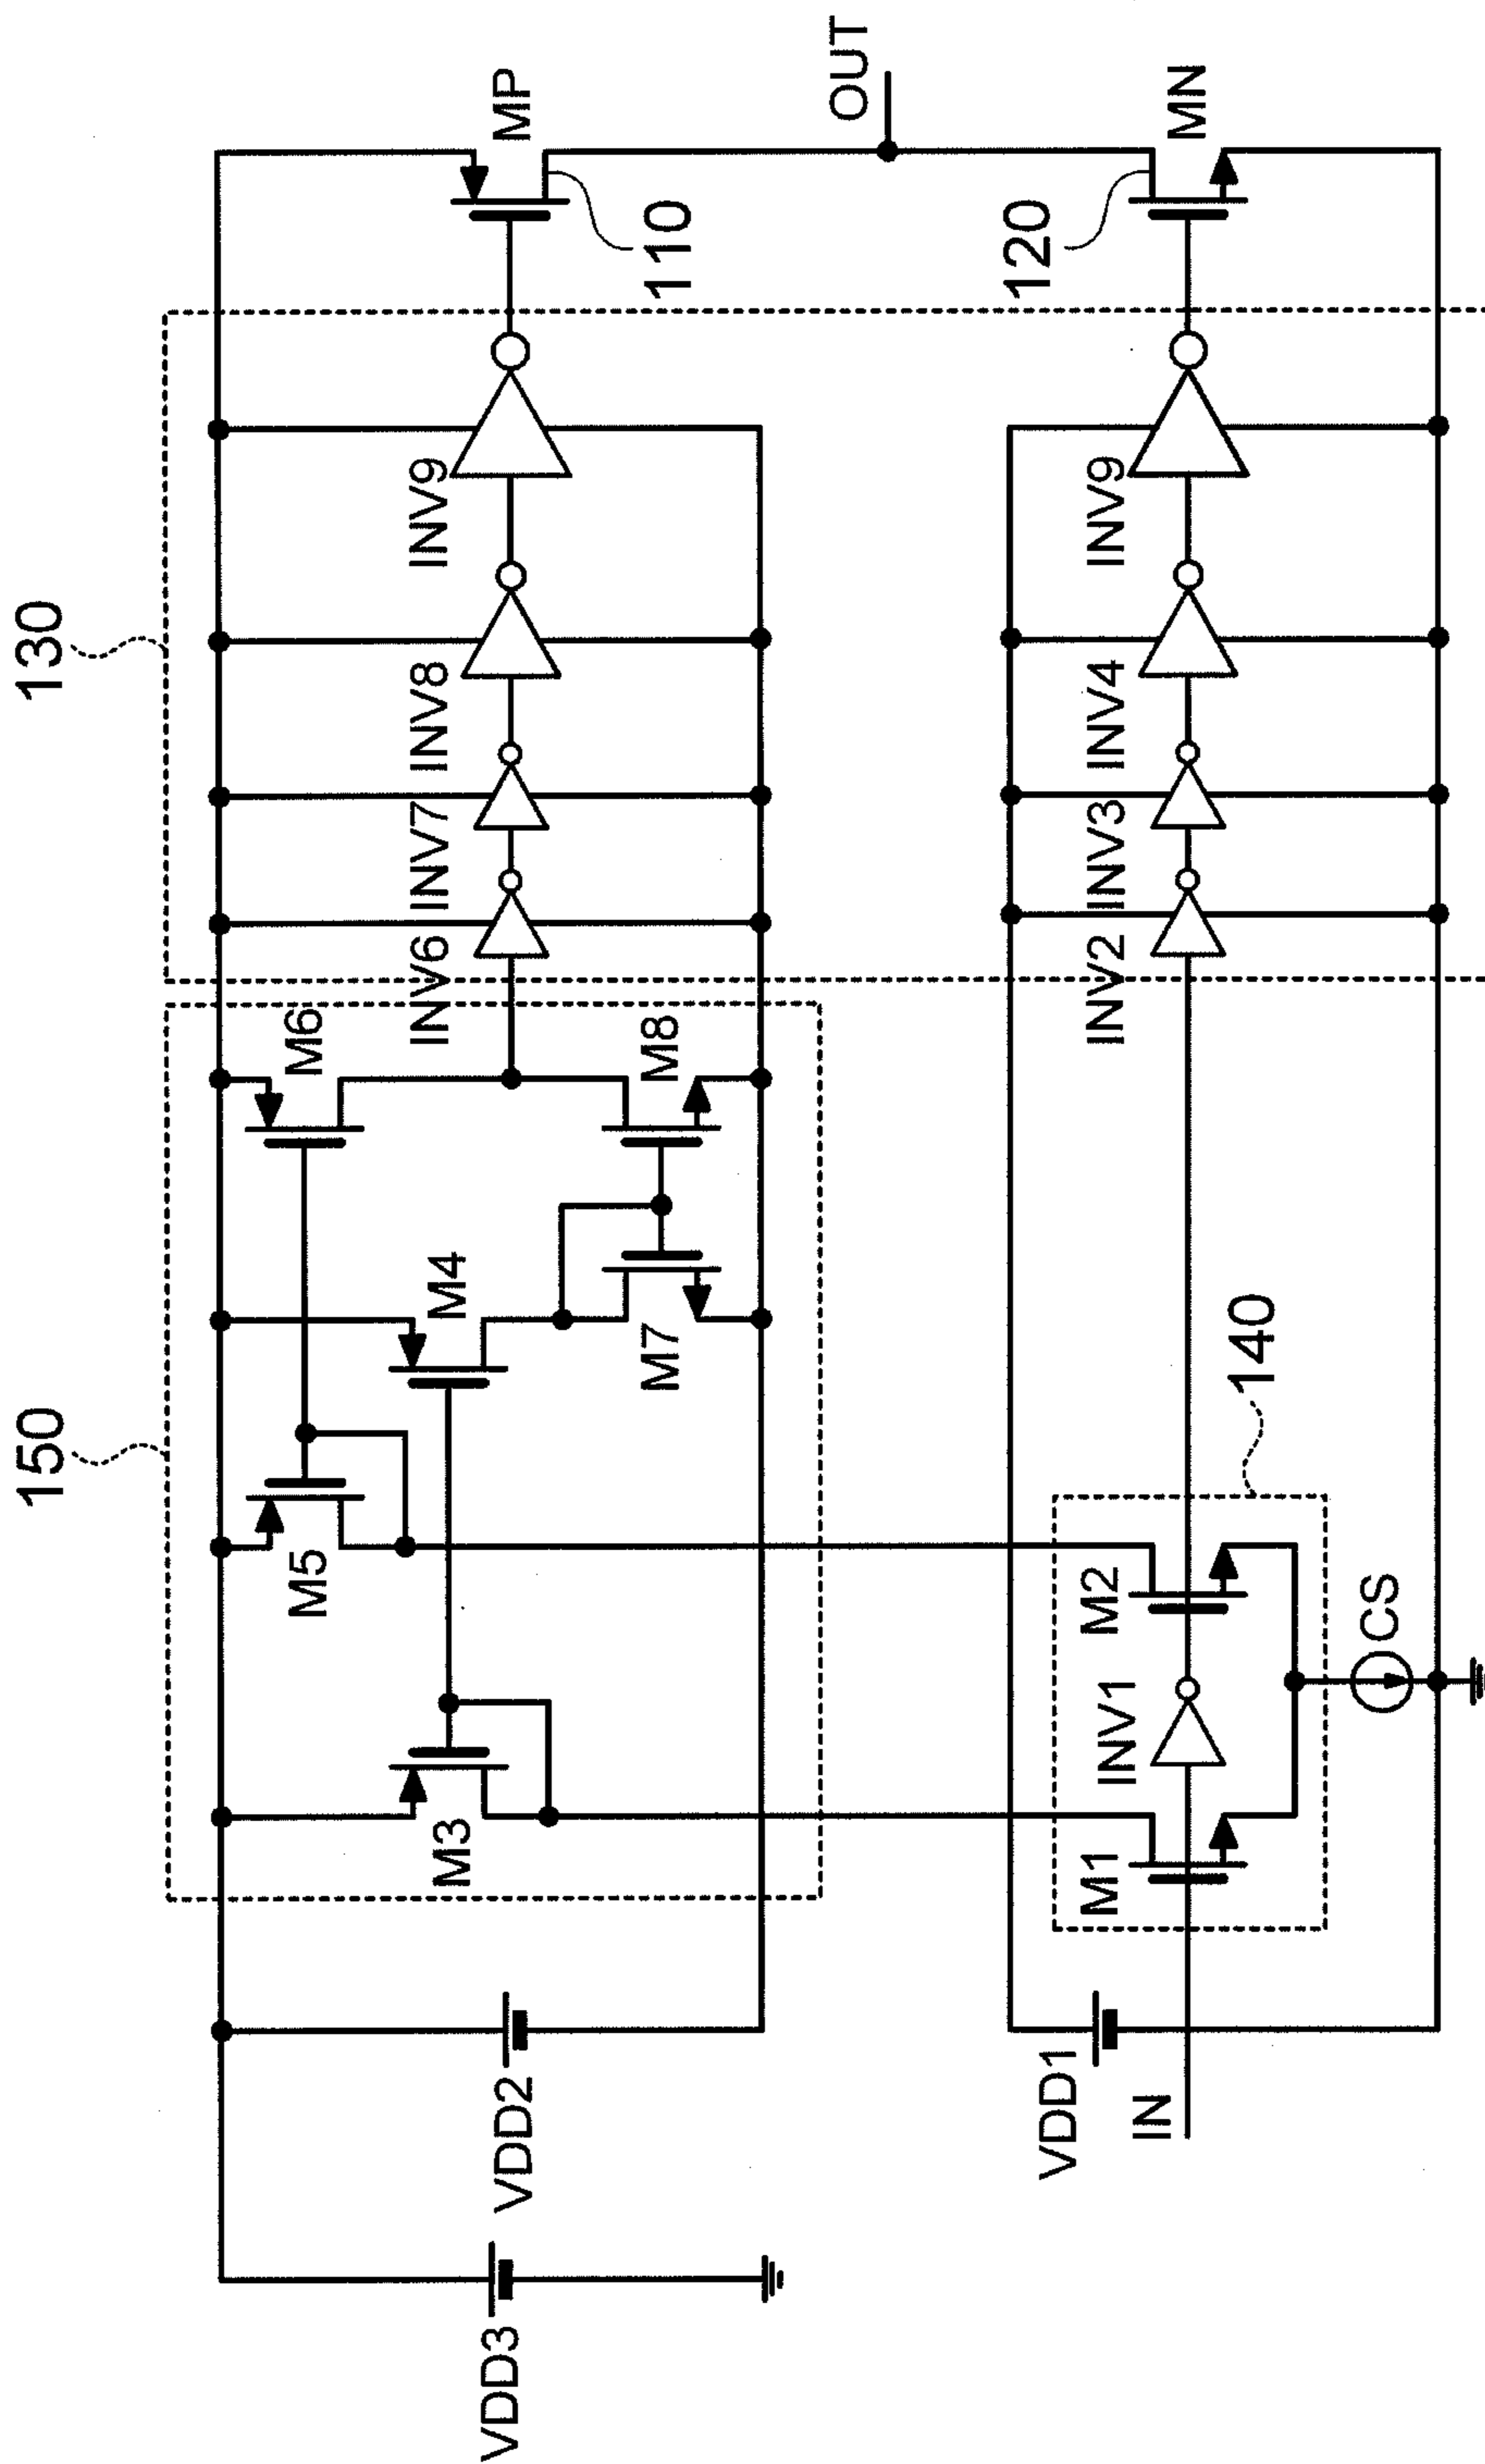 130
150
MP
OUT
MN
110
120
INV9
INV8
INV7
INV6
INV9
INV4
INV3
INV2
M6
M8
M4
M7
M5
M3
140
M2
INV1
M1
CS
VDD1
IN
VDD2
VDD3